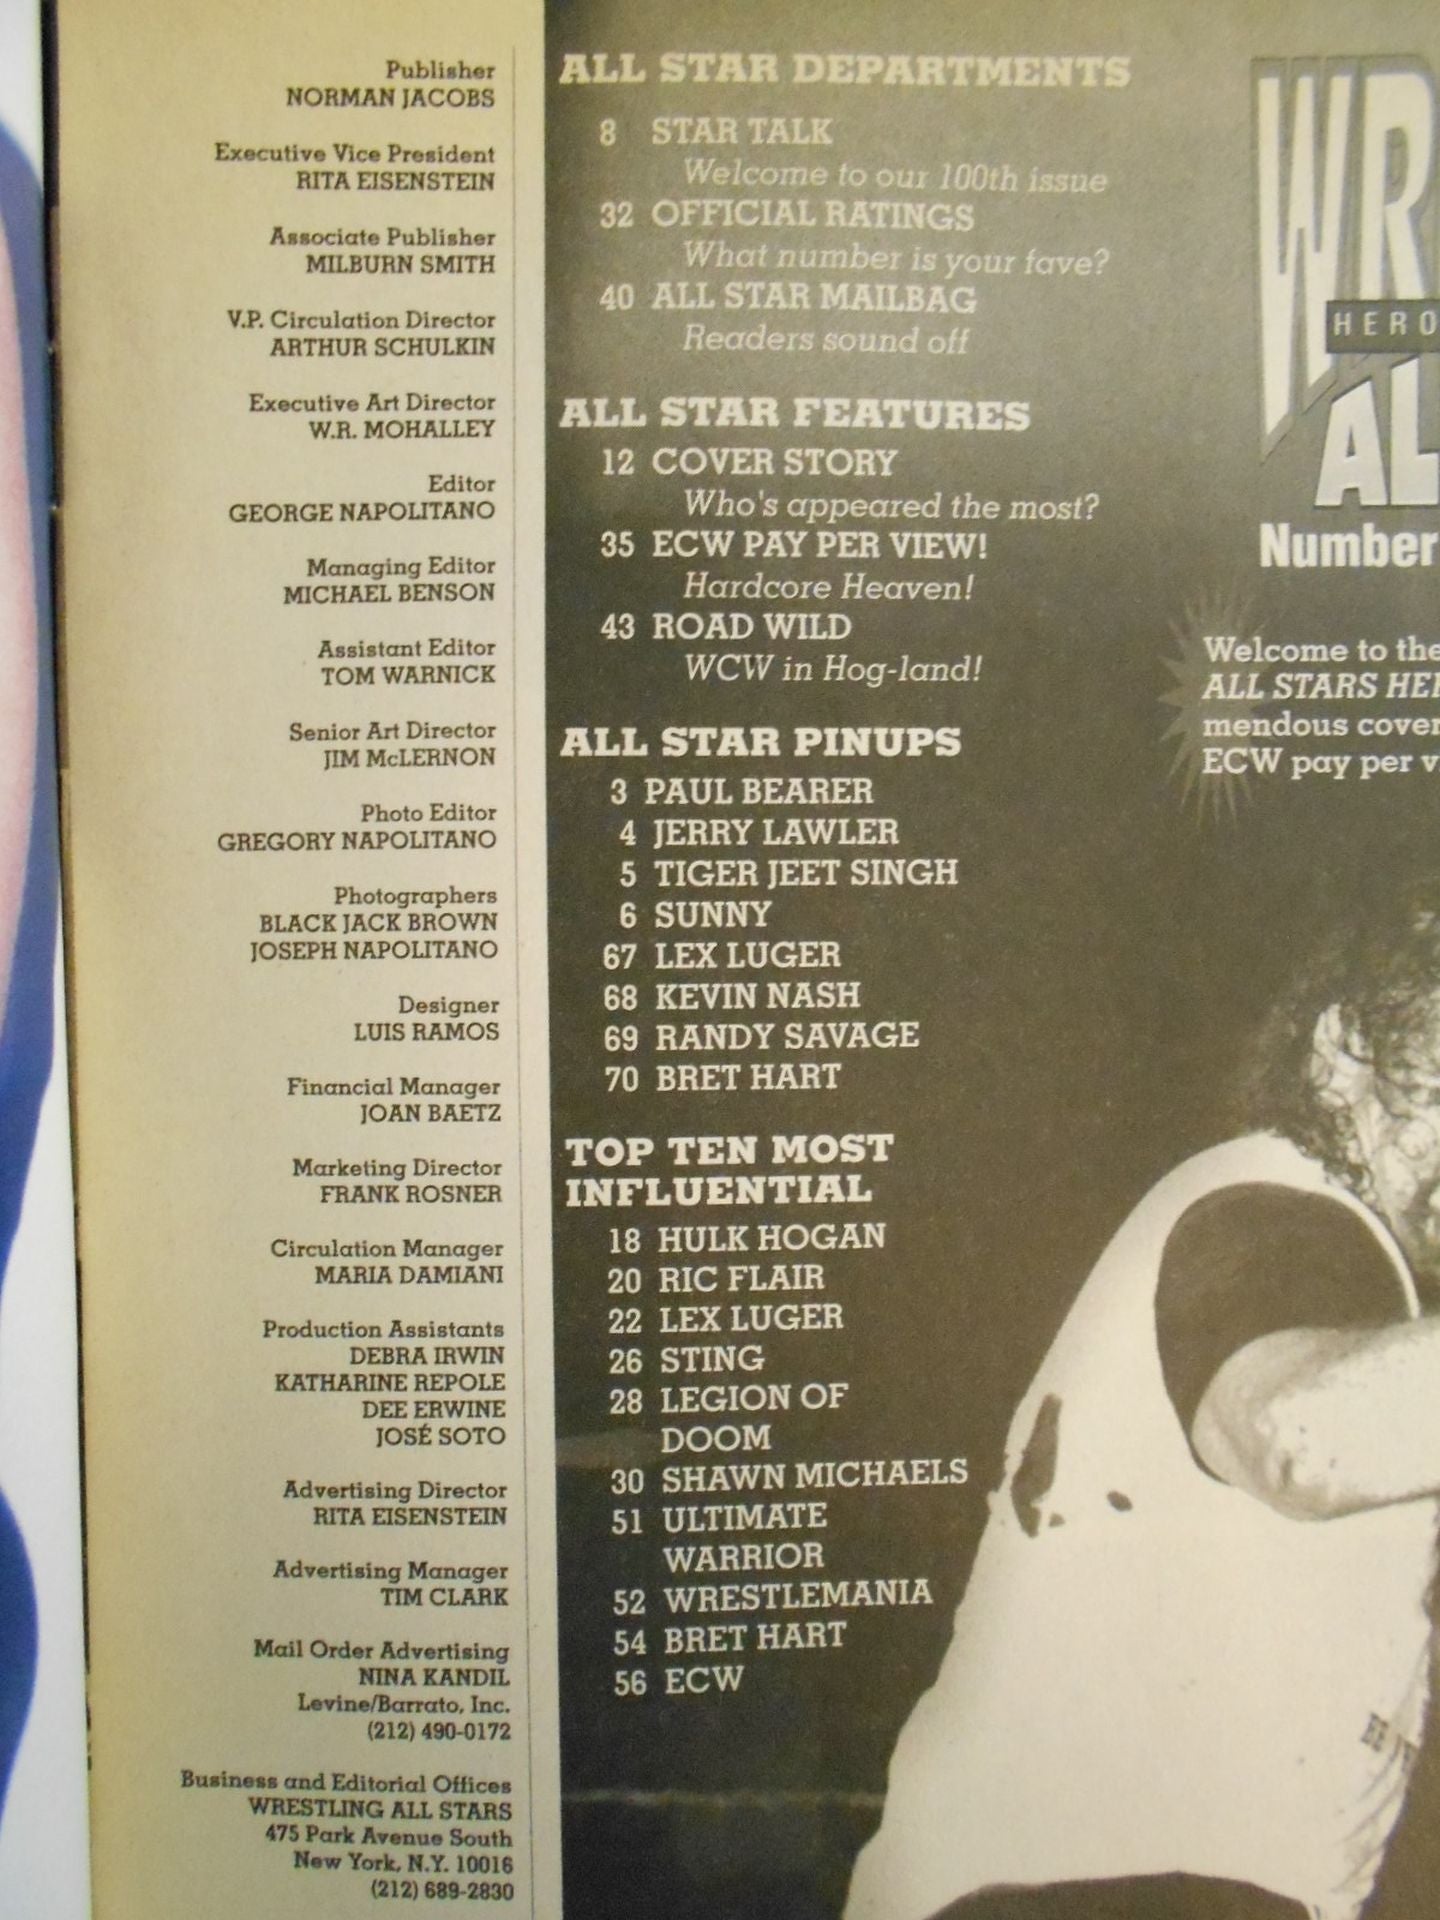 Publisher
NORMAN JACOBS
Executive Vice President
RITA EISENSTEIN
Associate Publisher
MILBURN SMITH
V.P. Circulation Director
ARTHUR SCHULKIN
Executive Art Director
W.R. MOHALLEY
Editor
GEORGE NAPOLITANO
Managing Editor
MICHAEL BENSON
Assistant Editor
TOM WARNICK
Senior Art Director
JIM McLERNON
Photo Editor
GREGORY NAPOLITANO
Photographers
BLACK JACK BROWN
JOSEPH NAPOLITANO
Designer
LUIS RAMOS
Financial Manager
JOAN BAETZ
Marketing Director
FRANK ROSNER
Circulation Manager
MARIA DAMIANI
Production Assistants
DEBRA IRWIN
KATHARINE REPOLE
DEE ERWINE
JOSÉ SOTO
Advertising Director
RITA EISENSTEIN
Advertising Manager
TIM CLARK
Mail Order Advertising
NINA KANDIL
Levine/Barrato, Inc.
(212) 490-0172
Business and Editorial Offices
WRESTLING ALL STARS
475 Park Avenue South
New York, N.Y. 10016
(212) 689-2830
ALL STAR DEPARTMENTS
8 STAR TALK
Welcome to our 100th issue
32 OFFICIAL RATINGS
What number is your fave?
40 ALL STAR MAILBAG
Readers sound off
ALL STAR FEATURES
12 COVER STORY
Who's appeared the most?
35 ECW PAY PER VIEW!
Hardcore Heaven!
43 ROAD WILD
WCW in Hog-land!
ALL STAR PINUPS
3 PAUL BEARER
4 JERRY LAWLER
5 TIGER JEET SINGH
6 SUNNY
67 LEX LUGER
68 KEVIN NASH
69 RANDY SAVAGE
70 BRET HART
TOP TEN MOST
INFLUENTIAL
18 HULK HOGAN
20 RIC FLAIR
22 LEX LUGER
26 STING
28 LEGION OF
DOOM
30 SHAWN MICHAELS
51 ULTIMATE
WARRIOR
52 WRESTLEMANIA
54 BRET HART
56 ECW
WR
HERO
AL
Number
Welcome to the
ALL STARS HE
mendous cover
ECW pay per v